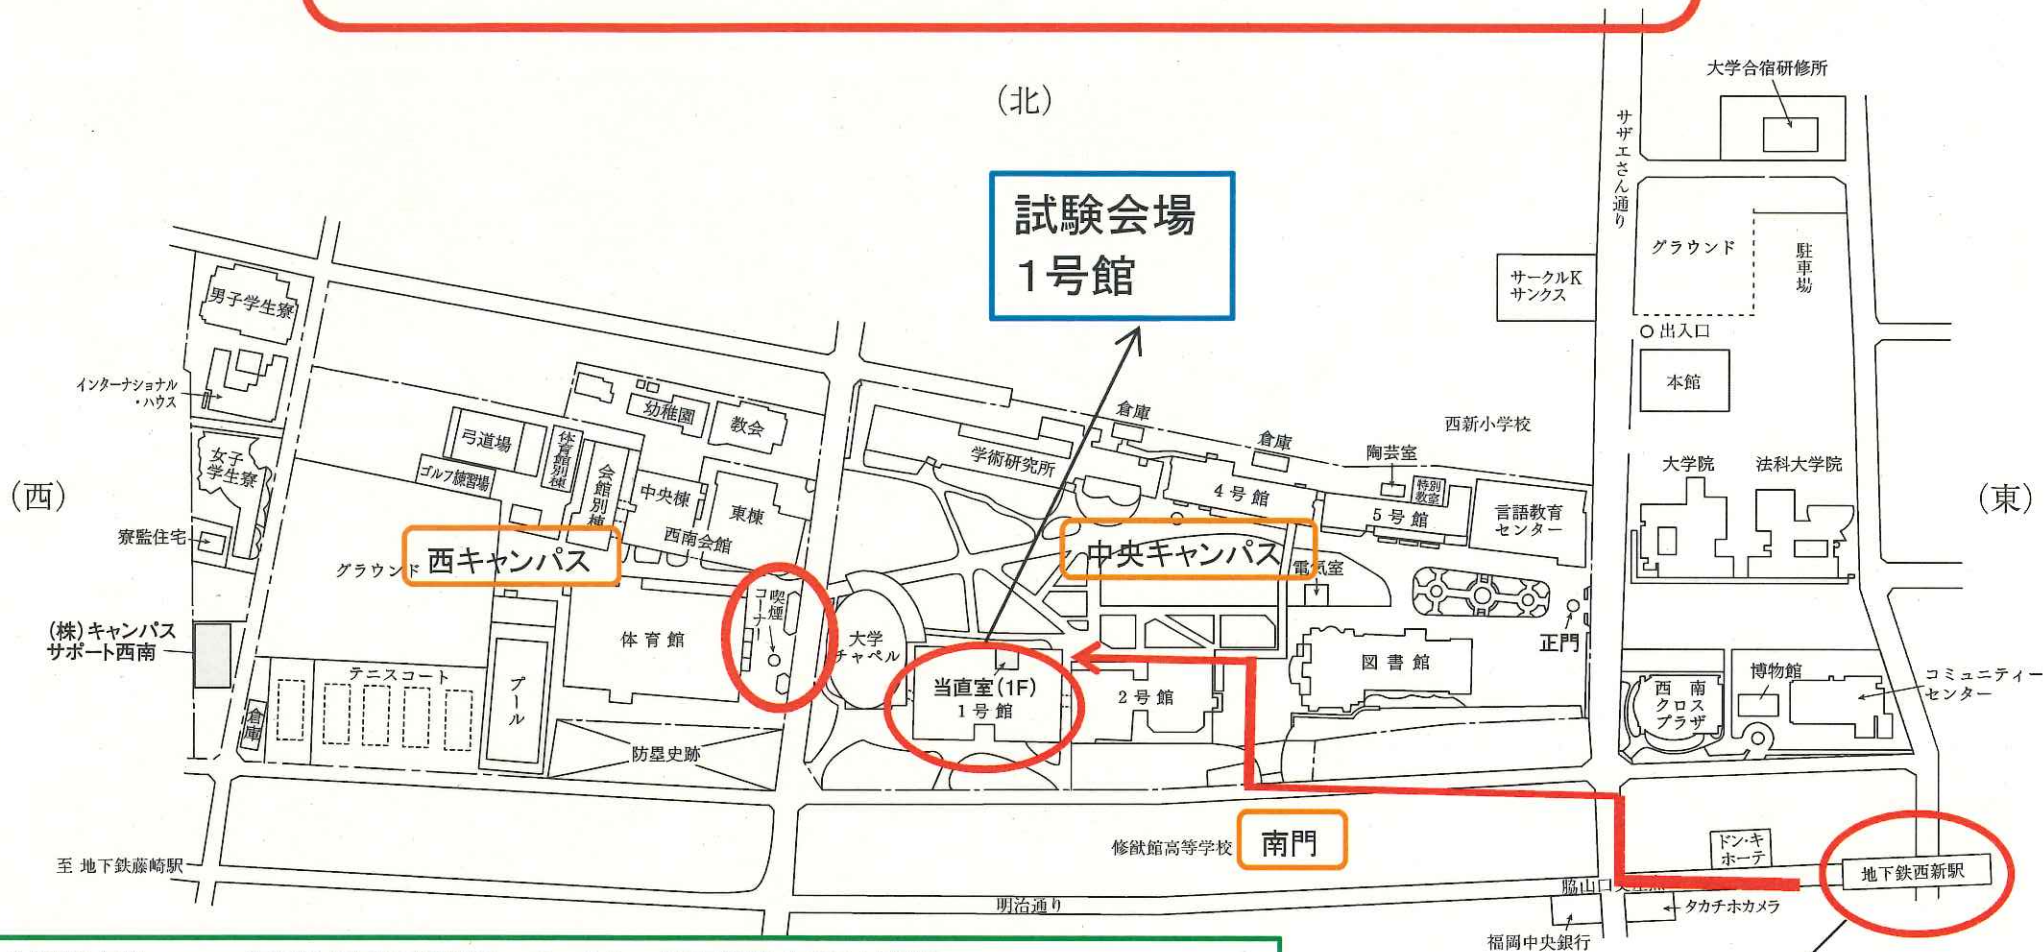 (北)
大学合宿研修所
サザエさん通り
試験会場
1号館
グラウンド
駐車場
サークルK
サンクス
出入口
本館
男子学生寮
インターナショナル
・ハウス
幼稚園
教会
倉庫
倉庫
西新小学校
陶芸室
弓道場
体育館別棟
女子
学生寮
ゴルフ練習場
会館別棟
中央棟
東棟
西南会館
学術研究所
4号館
特別
教室
5号館
言語教育
センター
大学院
法科大学院
(西)
(東)
寮監住宅
グラウンド
西キャンパス
中央キャンパス
電気室
喫煙
コーナー
(株)キャンパス
サポート西南
体育館
大学
チャペル
正門
図書館
テニスコート
プール
当直室(1F)
1号館
2号館
西南
クロス
プラザ
博物館
コミュニティー
センター
倉庫
防塁史跡
修猷館高等学校
南門
ドン・キ
ホーテ
至 地下鉄藤崎駅
地下鉄西新駅
脇山口
明治通り
タカチホカメラ
福岡中央銀行